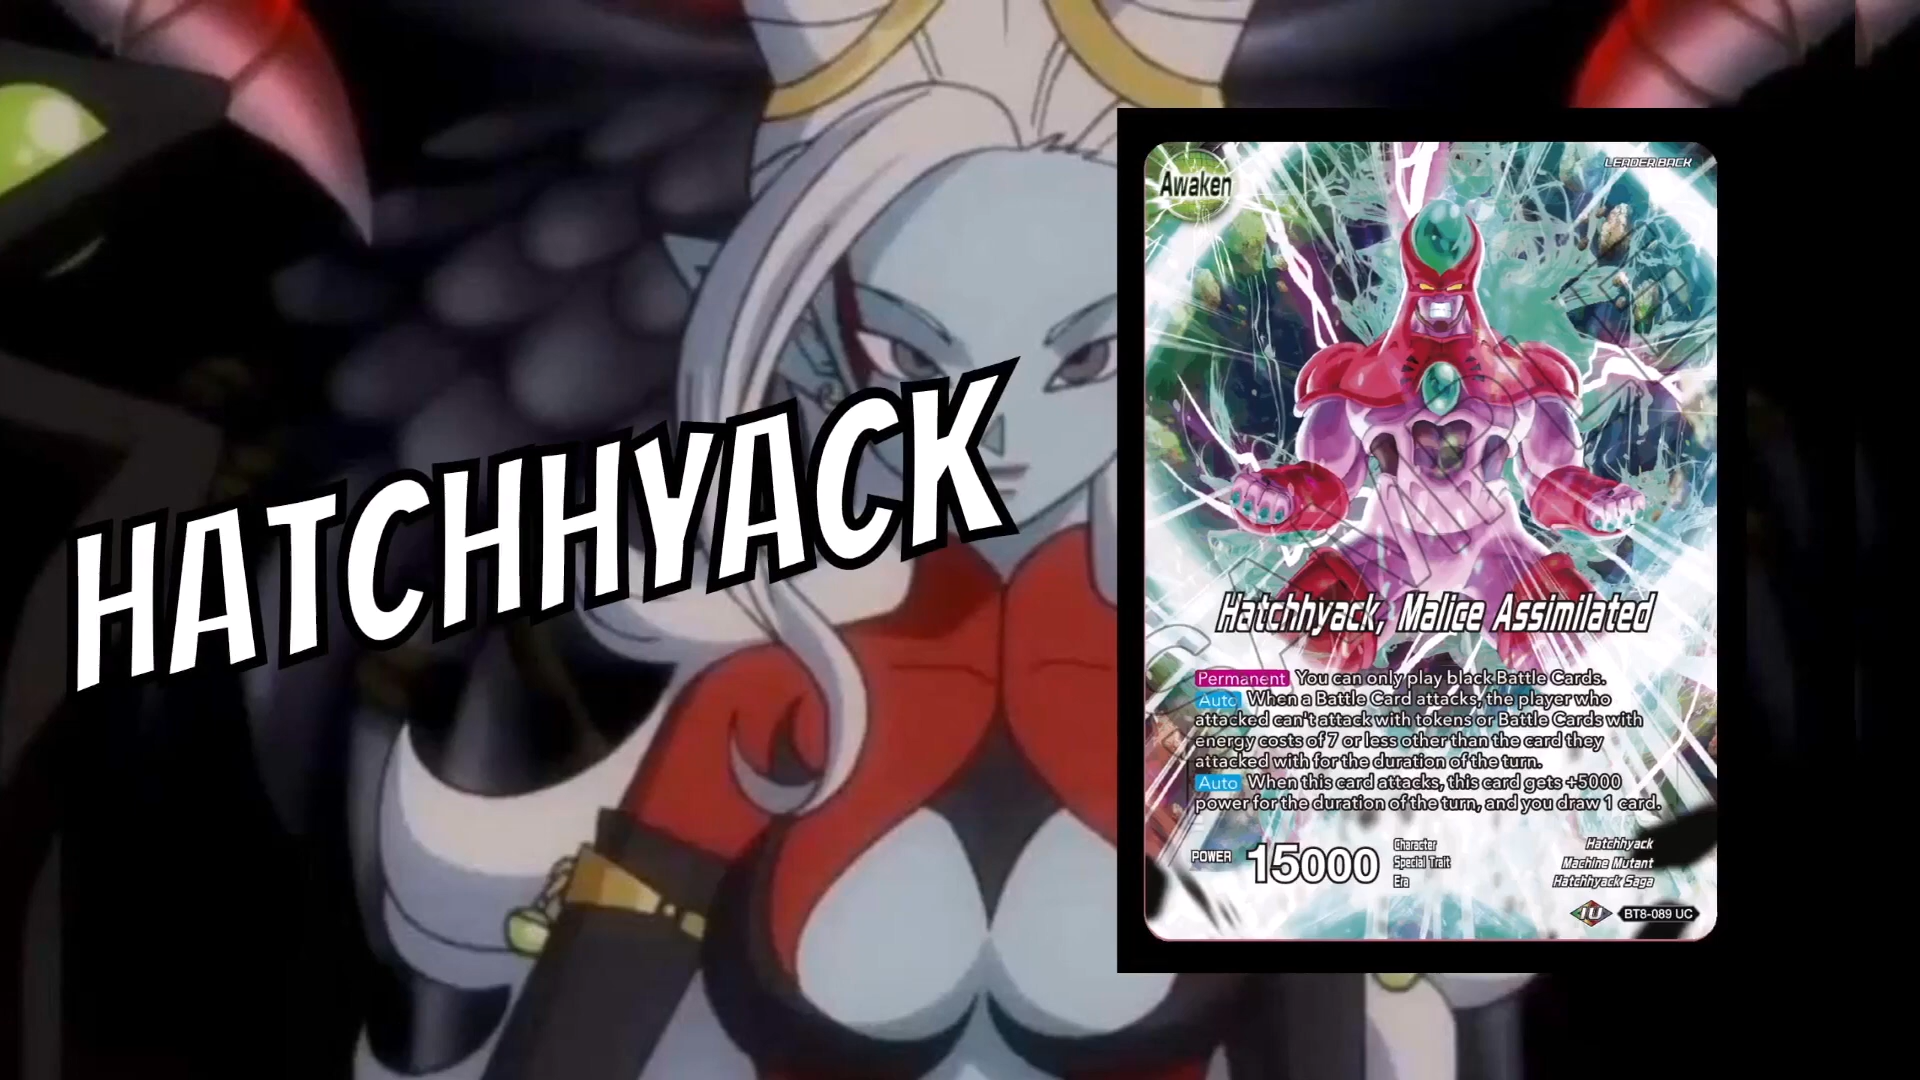 HATCHHYACK
Awaken
LEADER BACK
Hatchhyack, Malice Assimilated
Permanent You can only play black Battle Cards.
Auto When a Battle Card attacks, the player who
attacked can't attack with tokens or Battle Cards with
energy costs of 7 or less other than the card they
attacked with for the duration of the turn.
Auto When this card attacks, this card gets +5000
power for the duration of the turn, and you draw 1 card.
POWER 15000
Character Hatchhyack
Special Trait Machine Mutant
Era Hatchhyack Saga
IU BT8-089 UC